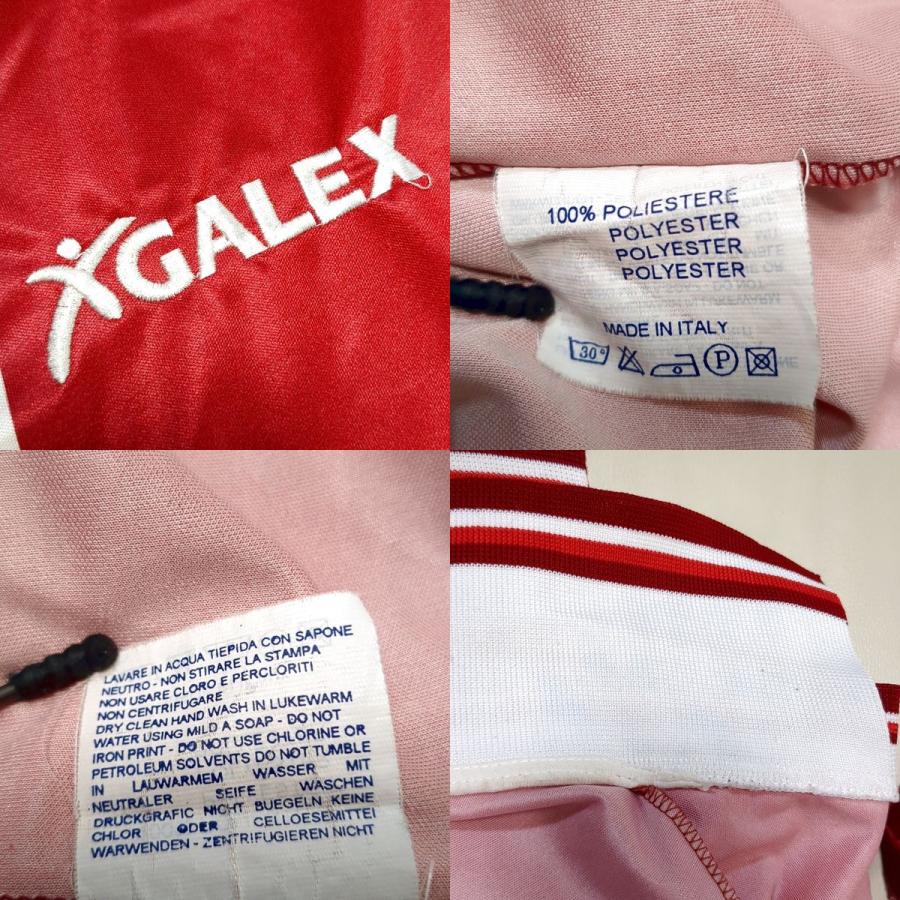 GALEX
100% POLIESTERE
POLYESTER
POLYESTER
POLYESTER
MADE IN ITALY
30°
P
LAVARE IN ACQUA TIEPIDA CON SAPONE
NEUTRO - NON STIRARE LA STAMPA
NON USARE CLORO E PERCLORITI
NON CENTRIFUGARE
DRY CLEAN HAND WASH IN LUKEWARM
WATER USING MILD A SOAP - DO NOT
IRON PRINT - DO NOT USE CHLORINE OR
PETROLEUM SOLVENTS DO NOT TUMBLE
IN LAUWARMEM WASSER MIT
NEUTRALER SEIFE WASCHEN
DRUCKGRAFIC NICHT BUEGELN KEINE
CHLOR ODER CELLOESEMITTEI
WARWENDEN - ZENTRIFUGIEREN NICHT